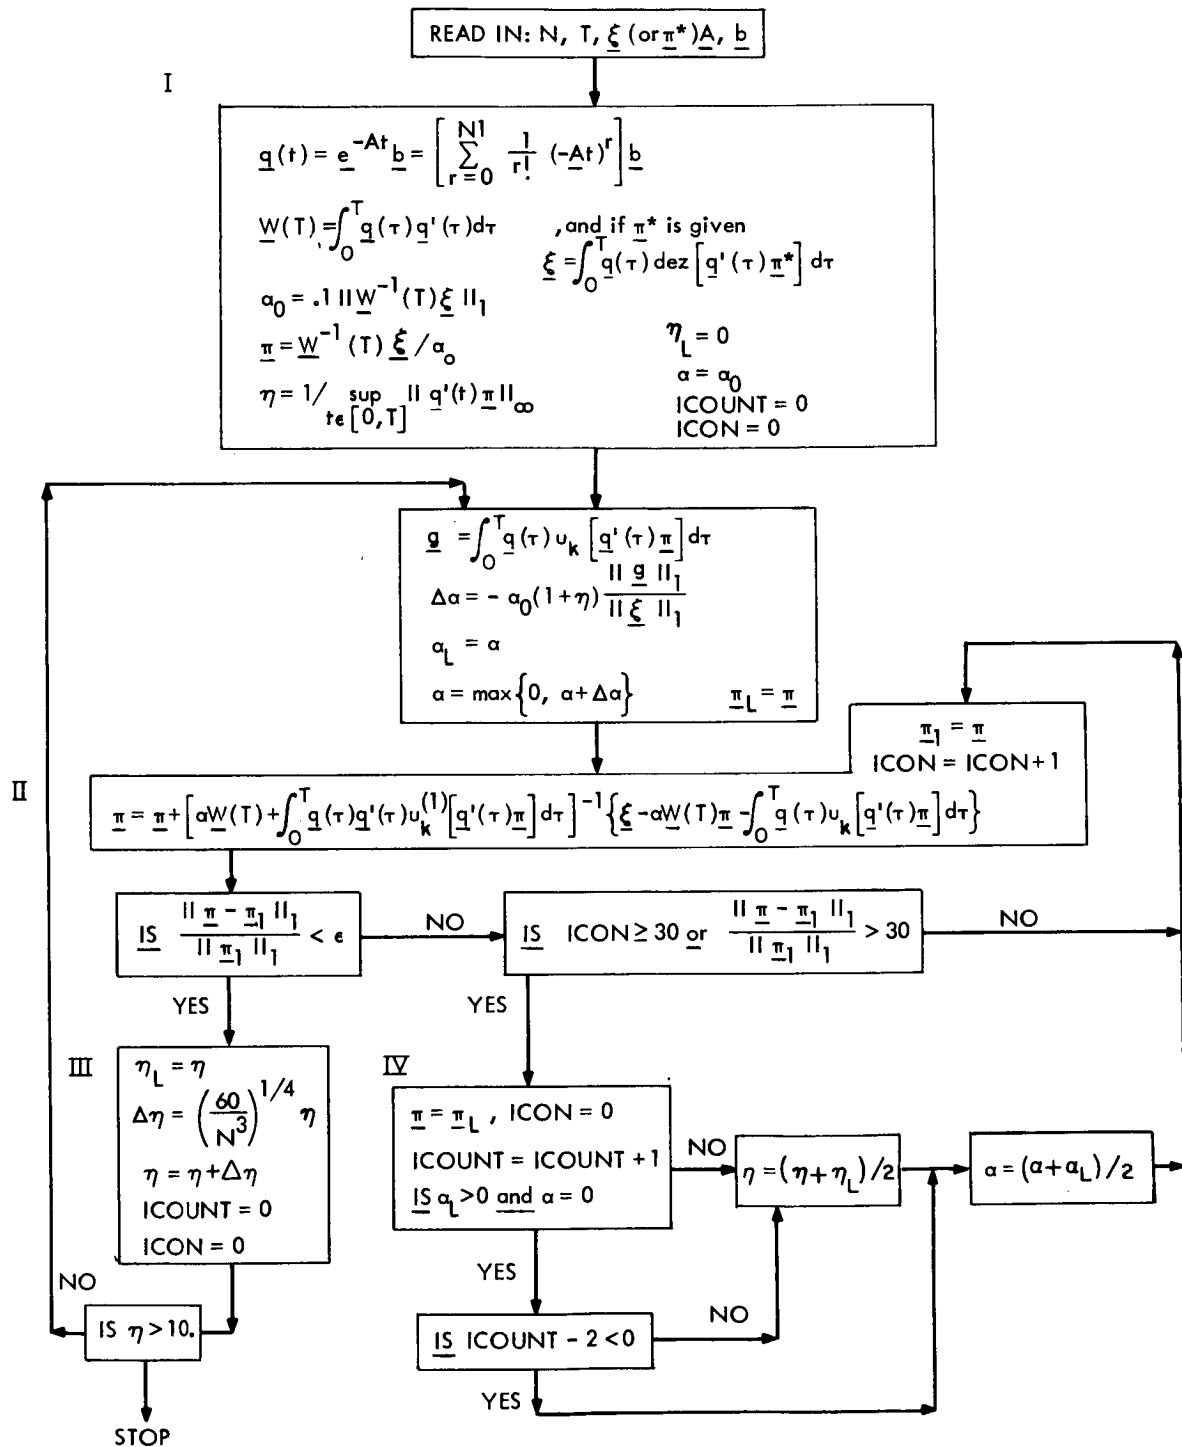 READ IN: N, T, ξ (or π*) A, b
I
q(t) = e^{-At} b = [ ∑_{r=0}^{N1} 1/r! (-At)^r ] b
W(T) = ∫_0^T q(τ) q'(τ) dτ , and if π* is given
ξ = ∫_0^T q(τ) dez [q'(τ) π*] dτ
α_0 = .1 || W^{-1}(T) ξ ||_1
π = W^{-1}(T) ξ / α_o
η_L = 0
α = α_0
η = 1/ sup_{tε[0,T]} || q'(t) π ||_∞
ICOUNT = 0
ICON = 0
g = ∫_0^T q(τ) u_k [q'(τ) π] dτ
Δα = - α_0 (1+η) || g ||_1 / || ξ ||_1
α_L = α
α = max {0, α+Δα} π_L = π
π_1 = π
ICON = ICON+1
II
π = π + [αW(T) + ∫_0^T q(τ) q'(τ) u_k^{(1)} [q'(τ) π] dτ]^{-1} {ξ - αW(T) π - ∫_0^T q(τ) u_k [q'(τ) π] dτ}
IS || π - π_1 ||_1 / || π_1 ||_1 < ε
NO
IS ICON ≥ 30 or || π - π_1 ||_1 / || π_1 ||_1 > 30
NO
YES
YES
III
η_L = η
Δη = (60/N^3)^{1/4} η
η = η+Δη
ICOUNT = 0
ICON = 0
IV
π = π_L , ICON = 0
ICOUNT = ICOUNT + 1
IS α_L >0 and α = 0
NO
η = (η+η_L)/2
α = (α+α_L)/2
YES
NO
IS η > 10.
NO
IS ICOUNT - 2 < 0
YES
STOP